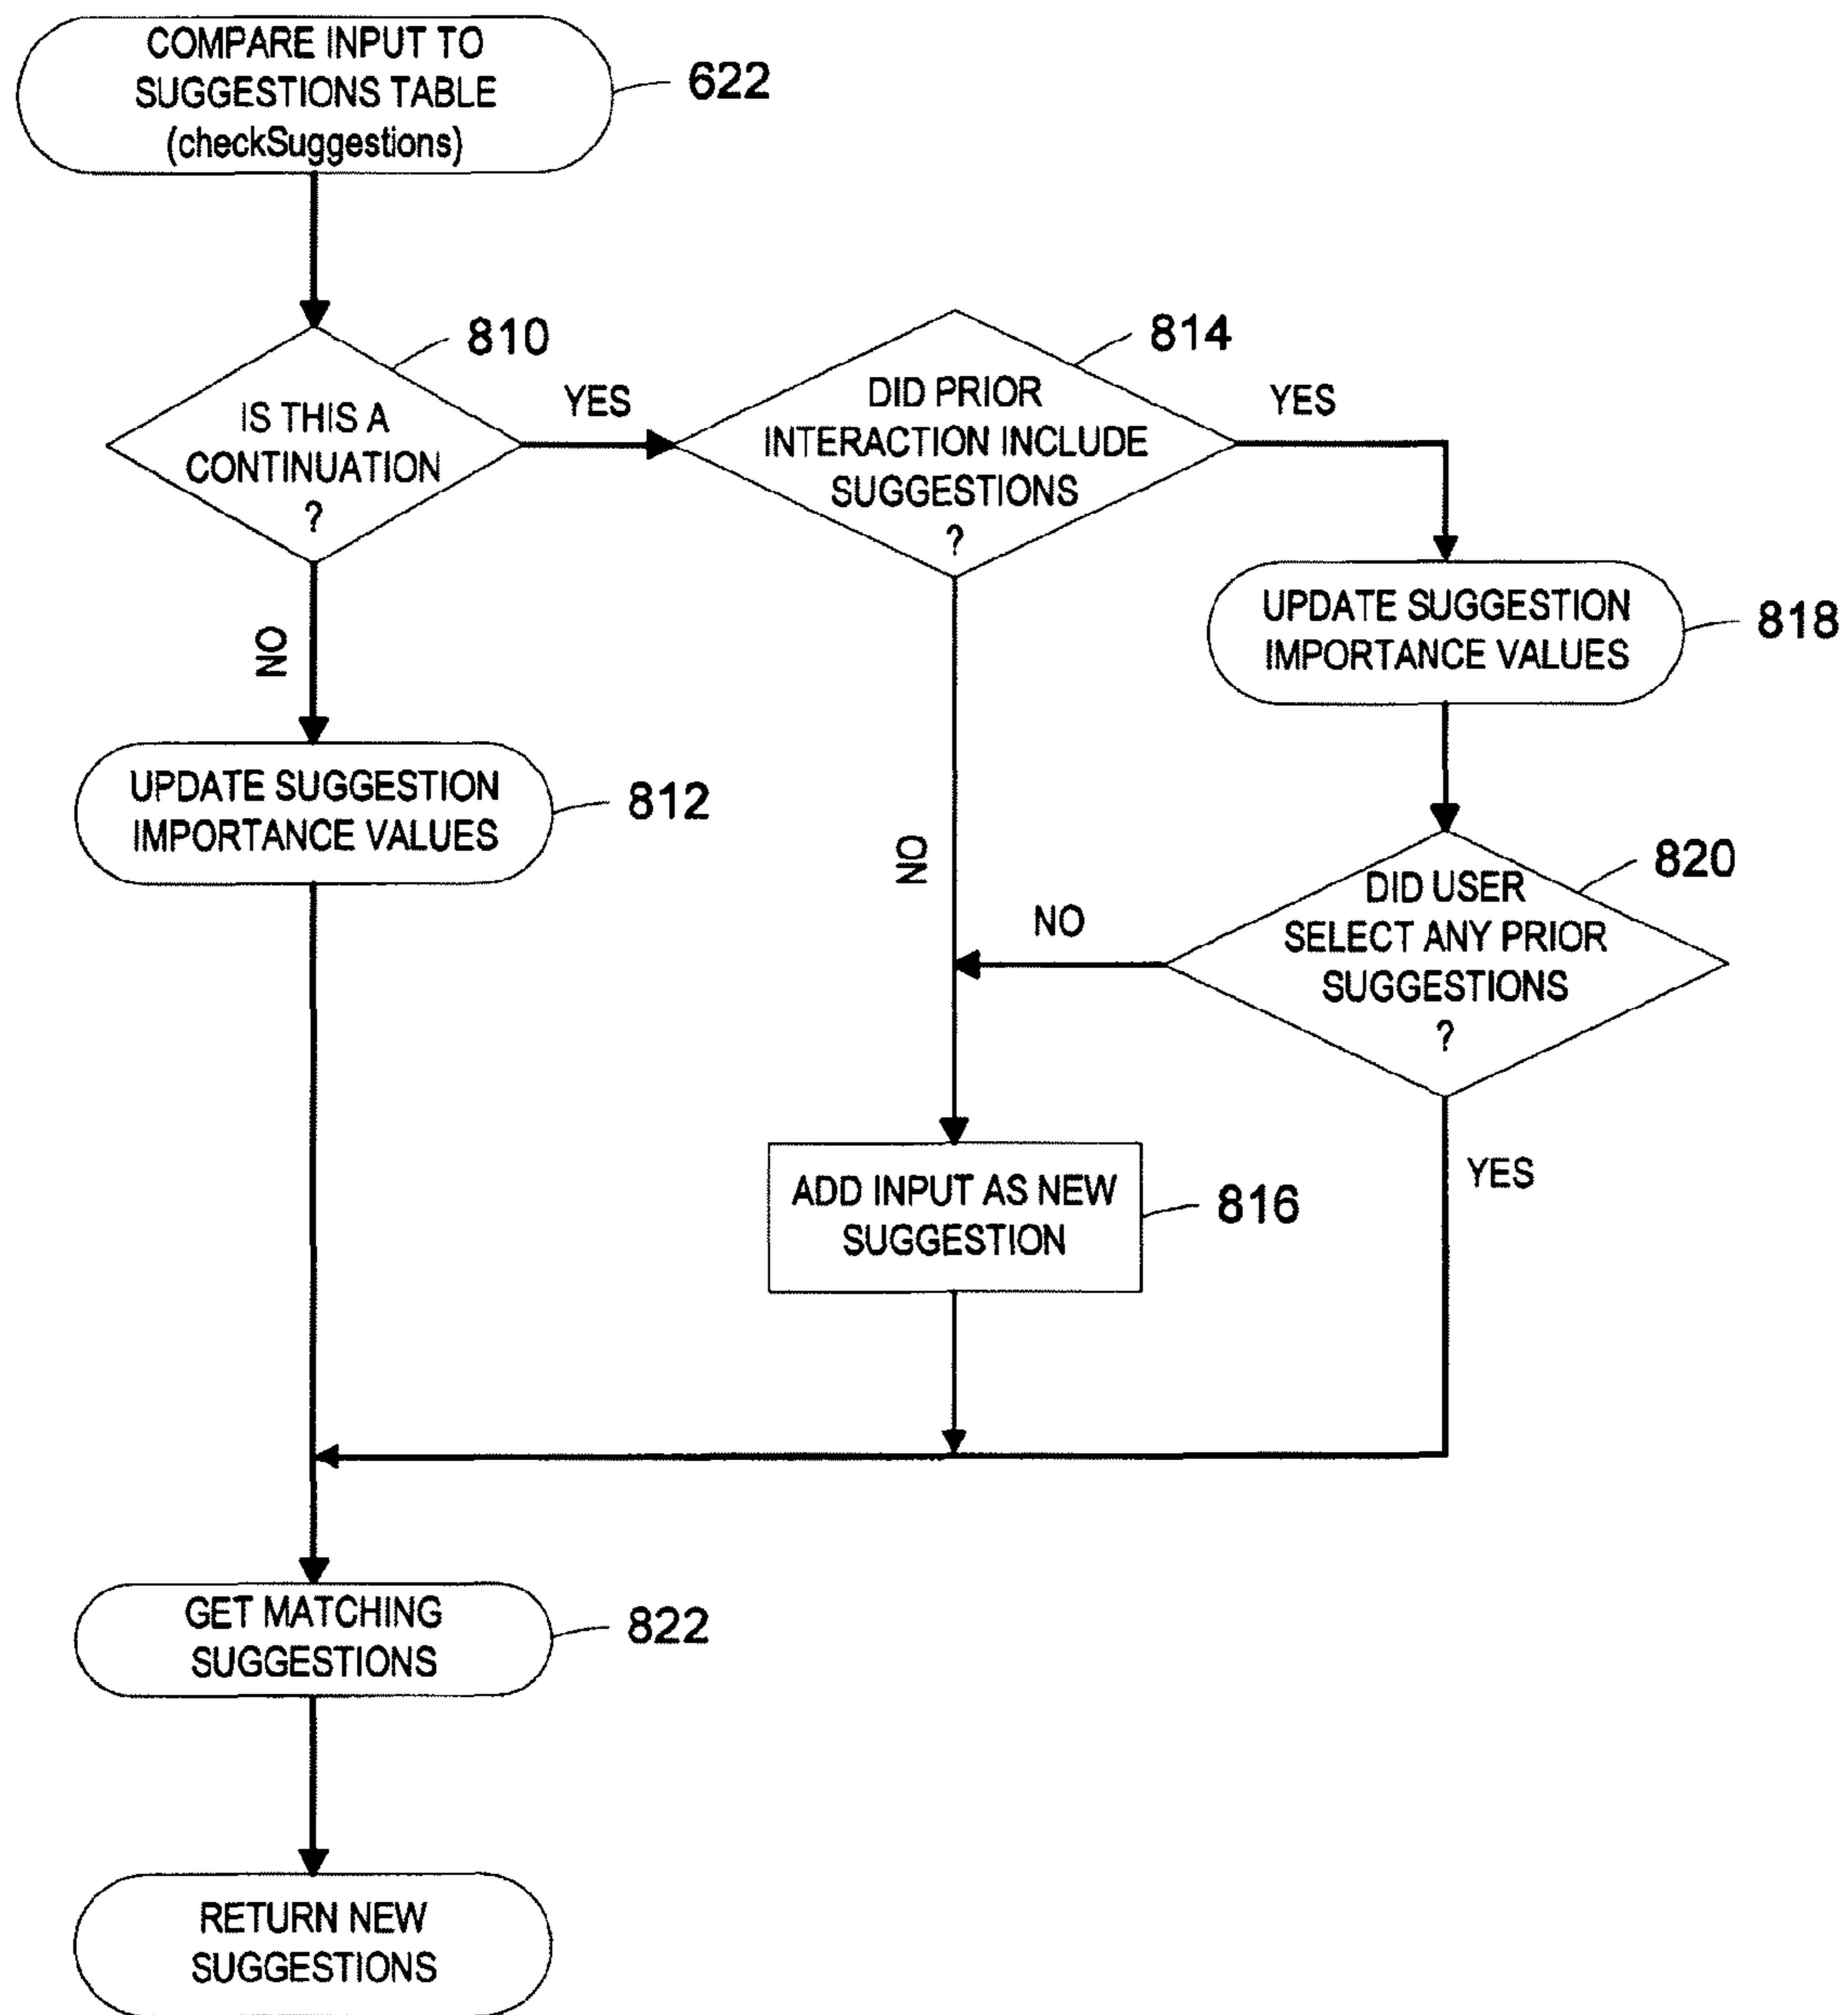 COMPARE INPUT TO
SUGGESTIONS TABLE
(checkSuggestions)
622
810
IS THIS A
CONTINUATION
?
YES
NO
814
DID PRIOR
INTERACTION INCLUDE
SUGGESTIONS
?
YES
NO
UPDATE SUGGESTION
IMPORTANCE VALUES
818
UPDATE SUGGESTION
IMPORTANCE VALUES
812
820
DID USER
SELECT ANY PRIOR
SUGGESTIONS
?
NO
YES
ADD INPUT AS NEW
SUGGESTION
816
GET MATCHING
SUGGESTIONS
822
RETURN NEW
SUGGESTIONS